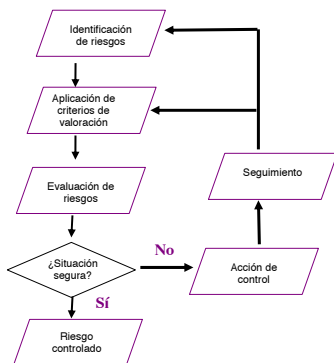 Identificación
de riesgos
Aplicación de
criterios de
valoración
Evaluación de
riesgos
Seguimiento
¿Situación
segura?
No
Acción de
control
Sí
Riesgo
controlado